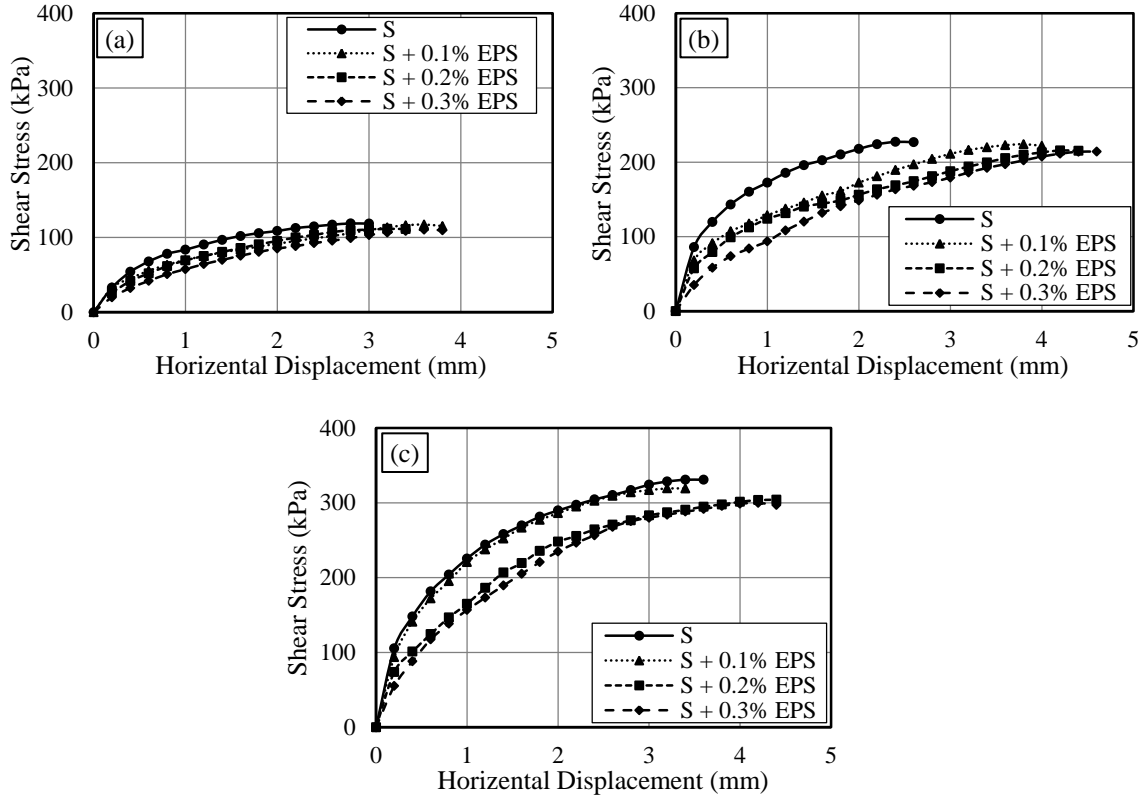 (a)
S
S + 0.1% EPS
S + 0.2% EPS
S + 0.3% EPS
400
300
200
100
0
Shear Stress (kPa)
0 1 2 3 4 5
Horizental Displacement (mm)
(b)
400
300
200
100
0
Shear Stress (kPa)
S
S + 0.1% EPS
S + 0.2% EPS
S + 0.3% EPS
0 1 2 3 4 5
Horizental Displacement (mm)
(c)
400
300
200
100
0
Shear Stress (kPa)
S
S + 0.1% EPS
S + 0.2% EPS
S + 0.3% EPS
0 1 2 3 4 5
Horizental Displacement (mm)